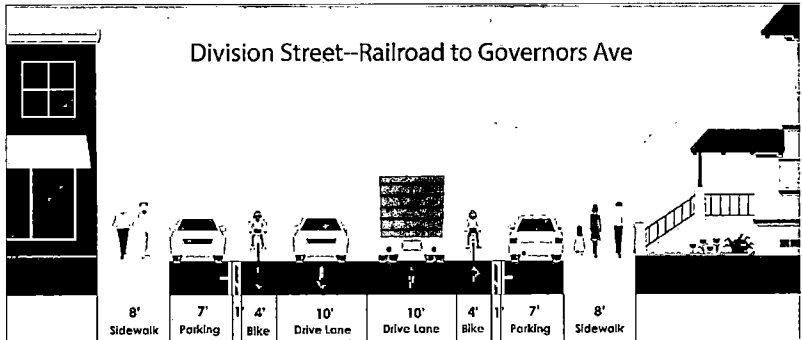 Division Street--Railroad to Governors Ave
8' 7' 1' 4' 10' 10' 4' 1' 7' 8'
Sidewalk Parking Bike Drive Lane Drive Lane Bike Parking Sidewalk